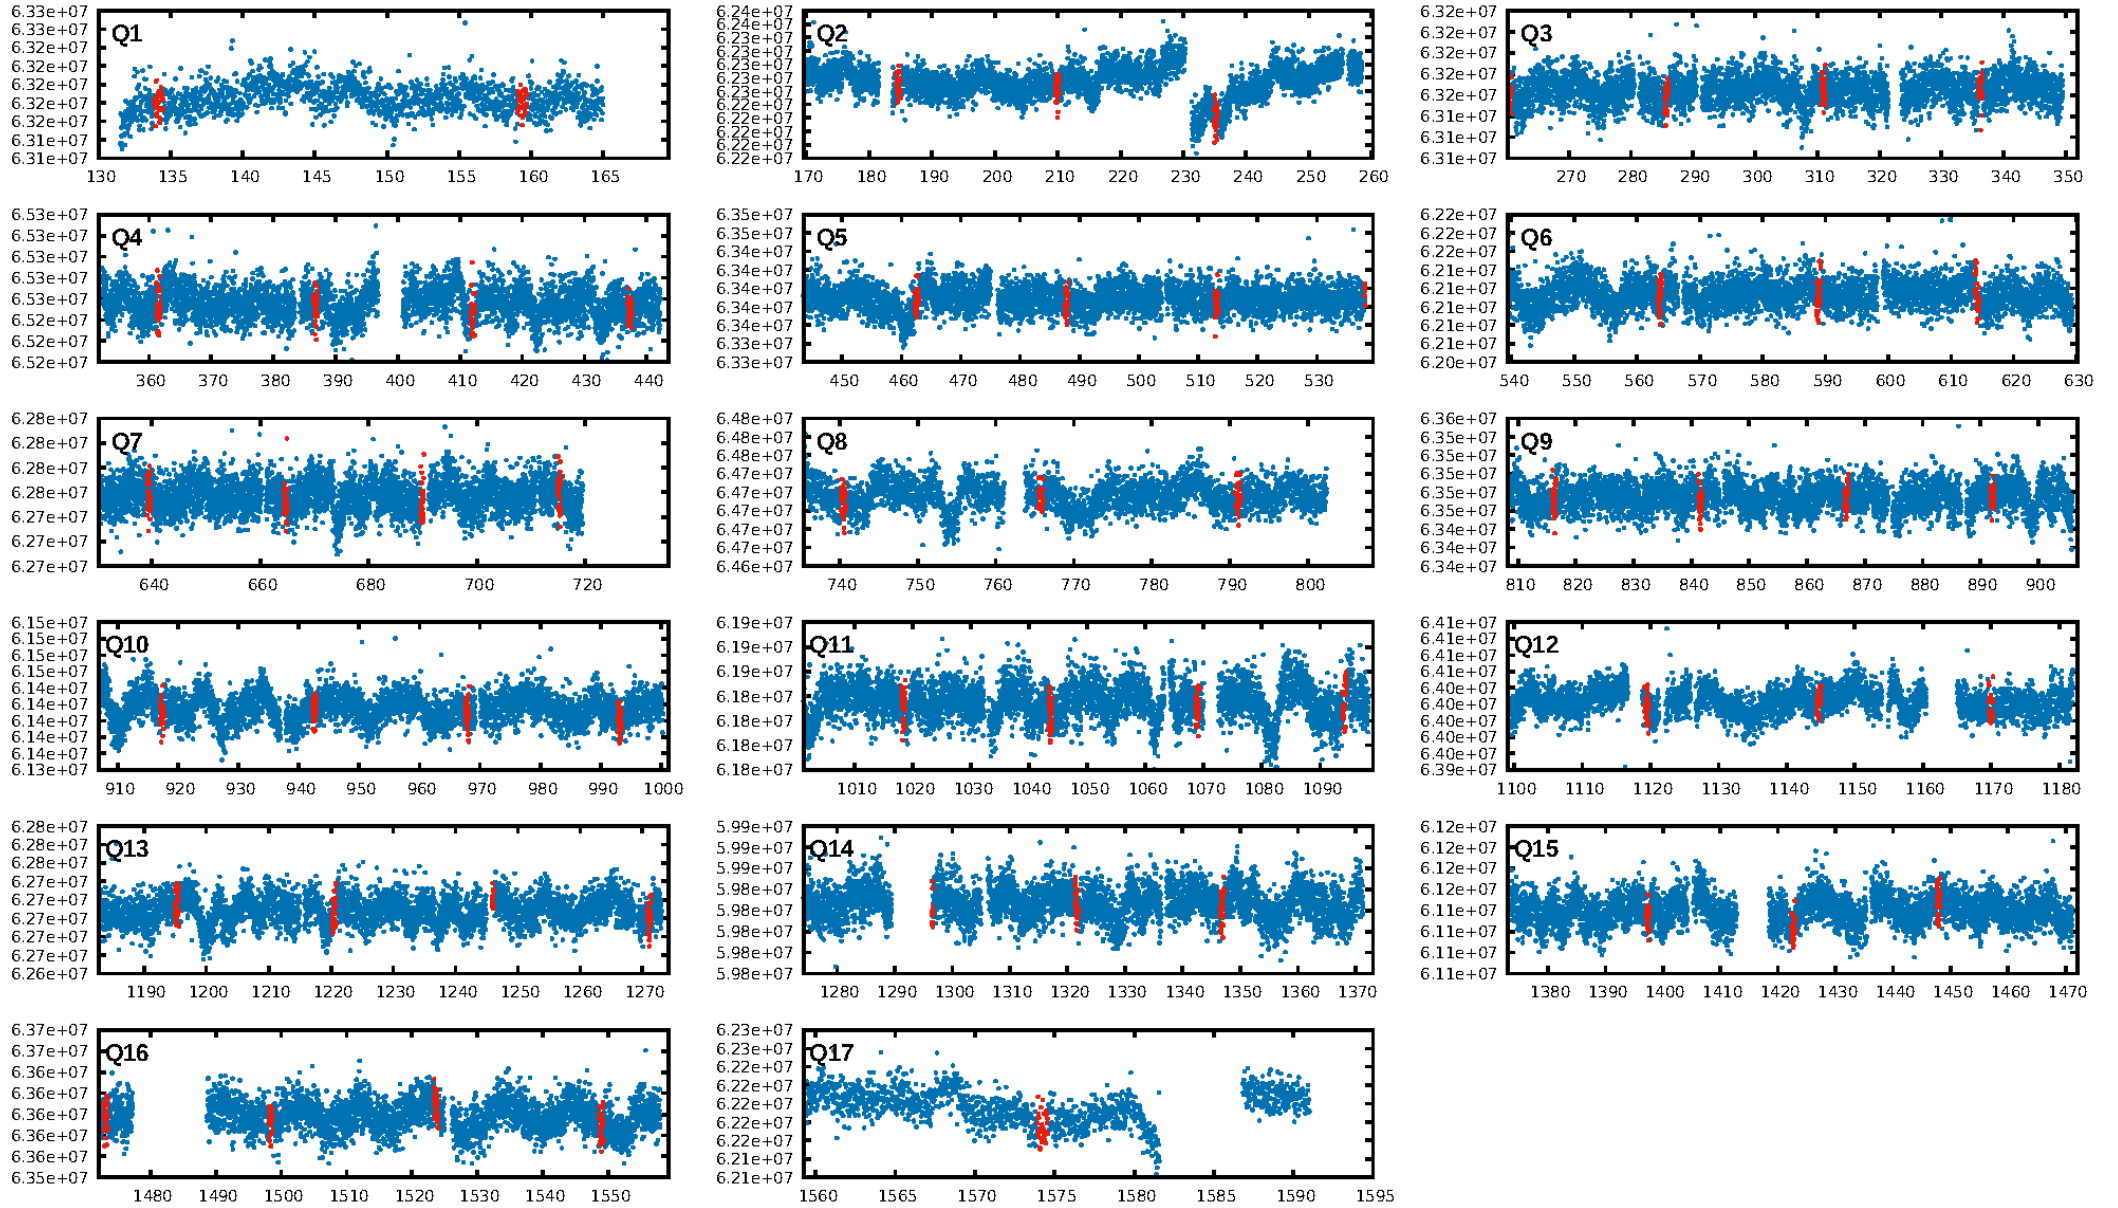 Q1
6.33e+07
6.33e+07
6.32e+07
6.32e+07
6.32e+07
6.32e+07
6.32e+07
6.31e+07
6.31e+07
130 135 140 145 150 155 160 165
Q2
6.24e+07
6.24e+07
6.23e+07
6.23e+07
6.23e+07
6.23e+07
6.23e+07
6.22e+07
6.22e+07
6.22e+07
6.22e+07
6.22e+07
170 180 190 200 210 220 230 240 250 260
Q3
6.32e+07
6.32e+07
6.32e+07
6.32e+07
6.32e+07
6.31e+07
6.31e+07
6.31e+07
270 280 290 300 310 320 330 340 350
Q4
6.53e+07
6.53e+07
6.53e+07
6.53e+07
6.53e+07
6.52e+07
6.52e+07
6.52e+07
360 370 380 390 400 410 420 430 440
Q5
6.35e+07
6.35e+07
6.34e+07
6.34e+07
6.34e+07
6.34e+07
6.34e+07
6.33e+07
6.33e+07
450 460 470 480 490 500 510 520 530
Q6
6.22e+07
6.22e+07
6.22e+07
6.21e+07
6.21e+07
6.21e+07
6.21e+07
6.21e+07
6.20e+07
540 550 560 570 580 590 600 610 620 630
Q7
6.28e+07
6.28e+07
6.28e+07
6.28e+07
6.27e+07
6.27e+07
6.27e+07
640 660 680 700 720
Q8
6.48e+07
6.48e+07
6.48e+07
6.47e+07
6.47e+07
6.47e+07
6.47e+07
6.47e+07
6.46e+07
740 750 760 770 780 790 800
Q9
6.36e+07
6.35e+07
6.35e+07
6.35e+07
6.35e+07
6.35e+07
6.34e+07
6.34e+07
6.34e+07
810 820 830 840 850 860 870 880 890 900
Q10
6.15e+07
6.15e+07
6.15e+07
6.15e+07
6.14e+07
6.14e+07
6.14e+07
6.14e+07
6.14e+07
6.13e+07
910 920 930 940 950 960 970 980 990 1000
Q11
6.19e+07
6.19e+07
6.19e+07
6.18e+07
6.18e+07
6.18e+07
6.18e+07
1010 1020 1030 1040 1050 1060 1070 1080 1090
Q12
6.41e+07
6.41e+07
6.41e+07
6.41e+07
6.40e+07
6.40e+07
6.40e+07
6.40e+07
6.40e+07
6.39e+07
1100 1110 1120 1130 1140 1150 1160 1170 1180
Q13
6.28e+07
6.28e+07
6.28e+07
6.27e+07
6.27e+07
6.27e+07
6.27e+07
6.27e+07
6.26e+07
1190 1200 1210 1220 1230 1240 1250 1260 1270
Q14
5.99e+07
5.99e+07
5.99e+07
5.98e+07
5.98e+07
5.98e+07
5.98e+07
5.98e+07
1280 1290 1300 1310 1320 1330 1340 1350 1360 1370
Q15
6.12e+07
6.12e+07
6.12e+07
6.12e+07
6.11e+07
6.11e+07
6.11e+07
6.11e+07
1380 1390 1400 1410 1420 1430 1440 1450 1460 1470
Q16
6.37e+07
6.37e+07
6.36e+07
6.36e+07
6.36e+07
6.36e+07
6.36e+07
6.35e+07
1480 1490 1500 1510 1520 1530 1540 1550
Q17
6.23e+07
6.23e+07
6.22e+07
6.22e+07
6.22e+07
6.22e+07
6.22e+07
6.21e+07
6.21e+07
1560 1565 1570 1575 1580 1585 1590 1595